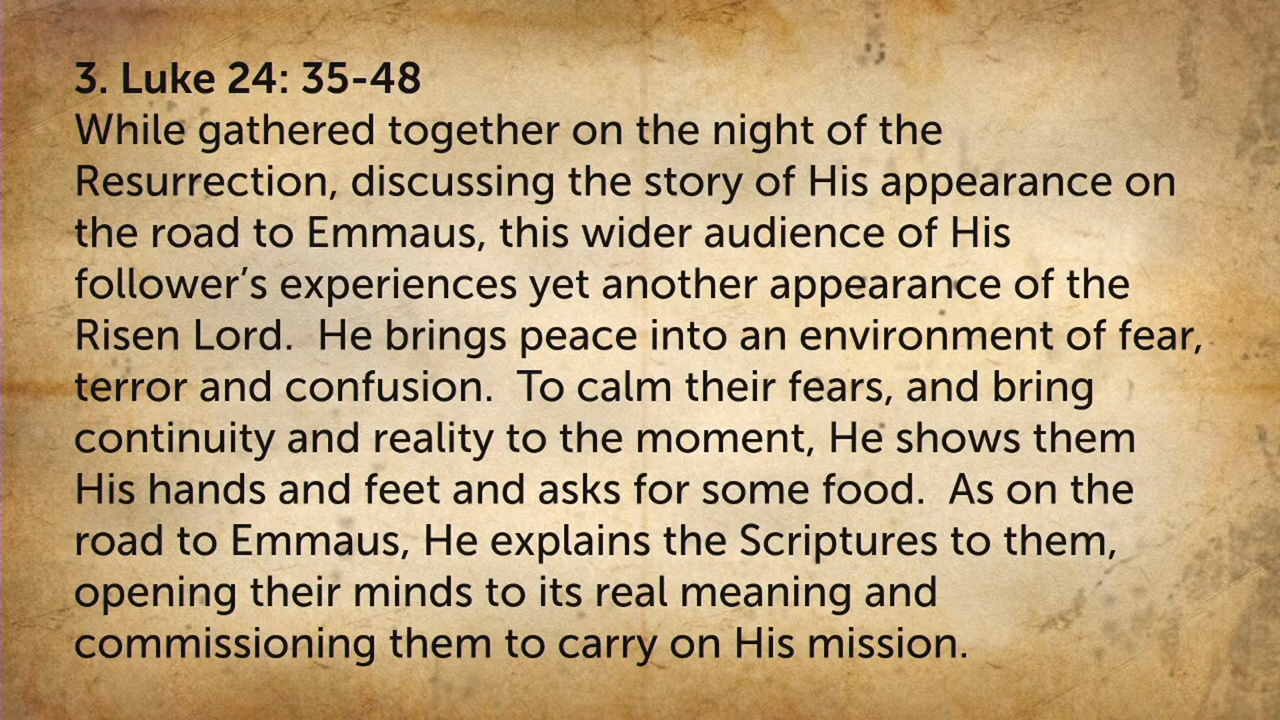 3. Luke 24: 35-48
While gathered together on the night of the
Resurrection, discussing the story of His appearance on
the road to Emmaus, this wider audience of His
follower’s experiences yet another appearance of the
Risen Lord.  He brings peace into an environment of fear,
terror and confusion.  To calm their fears, and bring
continuity and reality to the moment, He shows them
His hands and feet and asks for some food.  As on the
road to Emmaus, He explains the Scriptures to them,
opening their minds to its real meaning and
commissioning them to carry on His mission.